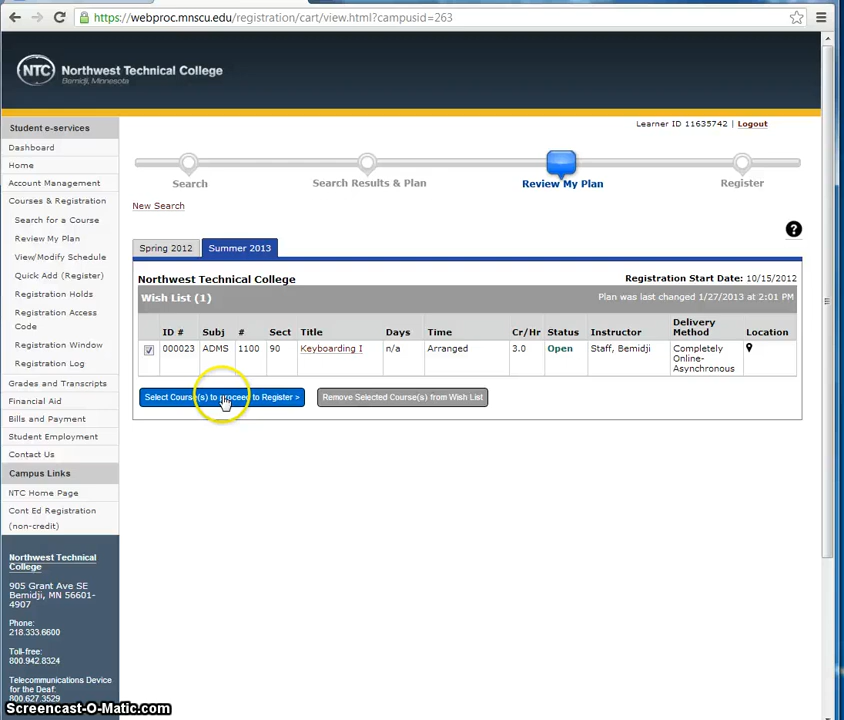 https://webproc.mnscu.edu/registration/cart/view.html?campusid=263
NTC Northwest Technical College
Bemidji, Minnesota
Student e-services
Learner ID 11635742 | Logout
Dashboard
Home
Account Management
Courses & Registration
Search for a Course
Review My Plan
View/Modify Schedule
Quick Add (Register)
Registration Holds
Registration Access
Code
Registration Window
Registration Log
Grades and Transcripts
Financial Aid
Bills and Payment
Student Employment
Contact Us
Campus Links
NTC Home Page
Cont Ed Registration
(non-credit)
Northwest Technical
College
905 Grant Ave SE
Bemidji, MN 56601-
4907
Phone:
218.333.6600
Toll-free:
800.942.8324
Telecommunications Device
for the Deaf:
800.627.3529
Search
Search Results & Plan
Review My Plan
Register
New Search
?
Spring 2012
Summer 2013
Northwest Technical College
Registration Start Date: 10/15/2012
Wish List (1)
Plan was last changed 1/27/2013 at 2:01 PM
ID # Subj # Sect Title Days Time Cr/Hr Status Instructor Delivery Method Location
000023 ADMS 1100 90 Keyboarding I n/a Arranged 3.0 Open Staff, Bemidji Completely
Online-
Asynchronous
Select Course(s) to proceed to Register >
Remove Selected Course(s) from Wish List
Screencast-O-Matic.com